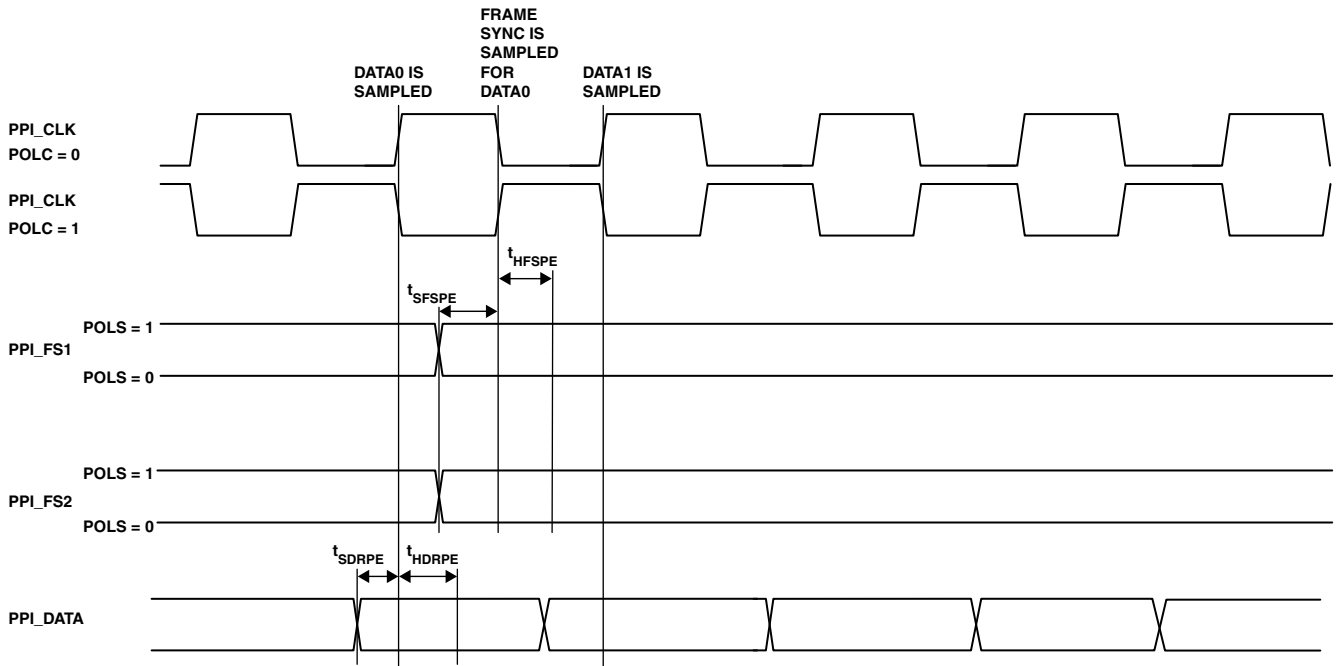 FRAME
SYNC IS
SAMPLED
FOR
DATA0
DATA0 IS
SAMPLED
DATA1 IS
SAMPLED
PPI_CLK
POLC = 0
PPI_CLK
POLC = 1
tHFSPE
tSFSPE
POLS = 1
PPI_FS1
POLS = 0
POLS = 1
PPI_FS2
POLS = 0
tSDRPE
tHDRPE
PPI_DATA